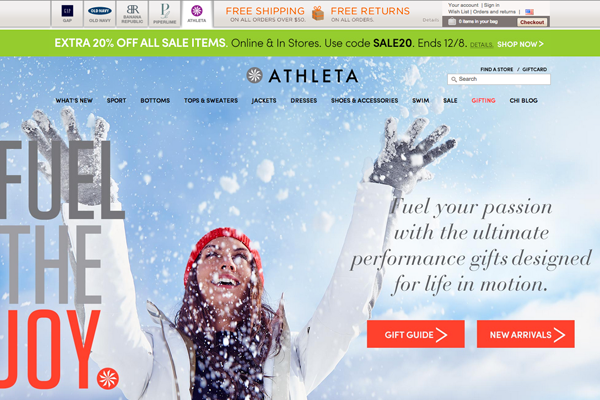 GAP
OLD NAVY
OLD NAVY
BR
BANANA REPUBLIC
P
PIPERLIME
ATHLETA
FREE SHIPPING
ON ALL ORDERS OVER $50.
FREE RETURNS
ON ALL ORDERS.
Details
Your account | Sign in
Wish List | Orders and returns |
0 items in your bag
Checkout
EXTRA 20% OFF ALL SALE ITEMS. Online & In Stores. Use code SALE20. Ends 12/8. DETAILS. SHOP NOW >
ATHLETA
FIND A STORE / GIFTCARD
Search
WHAT'S NEW SPORT BOTTOMS TOPS & SWEATERS JACKETS DRESSES SHOES & ACCESSORIES SWIM SALE GIFTING CHI BLOG
FUEL
THE
JOY.
Fuel your passion
with the ultimate
performance gifts designed
for life in motion.
GIFT GUIDE >
NEW ARRIVALS >